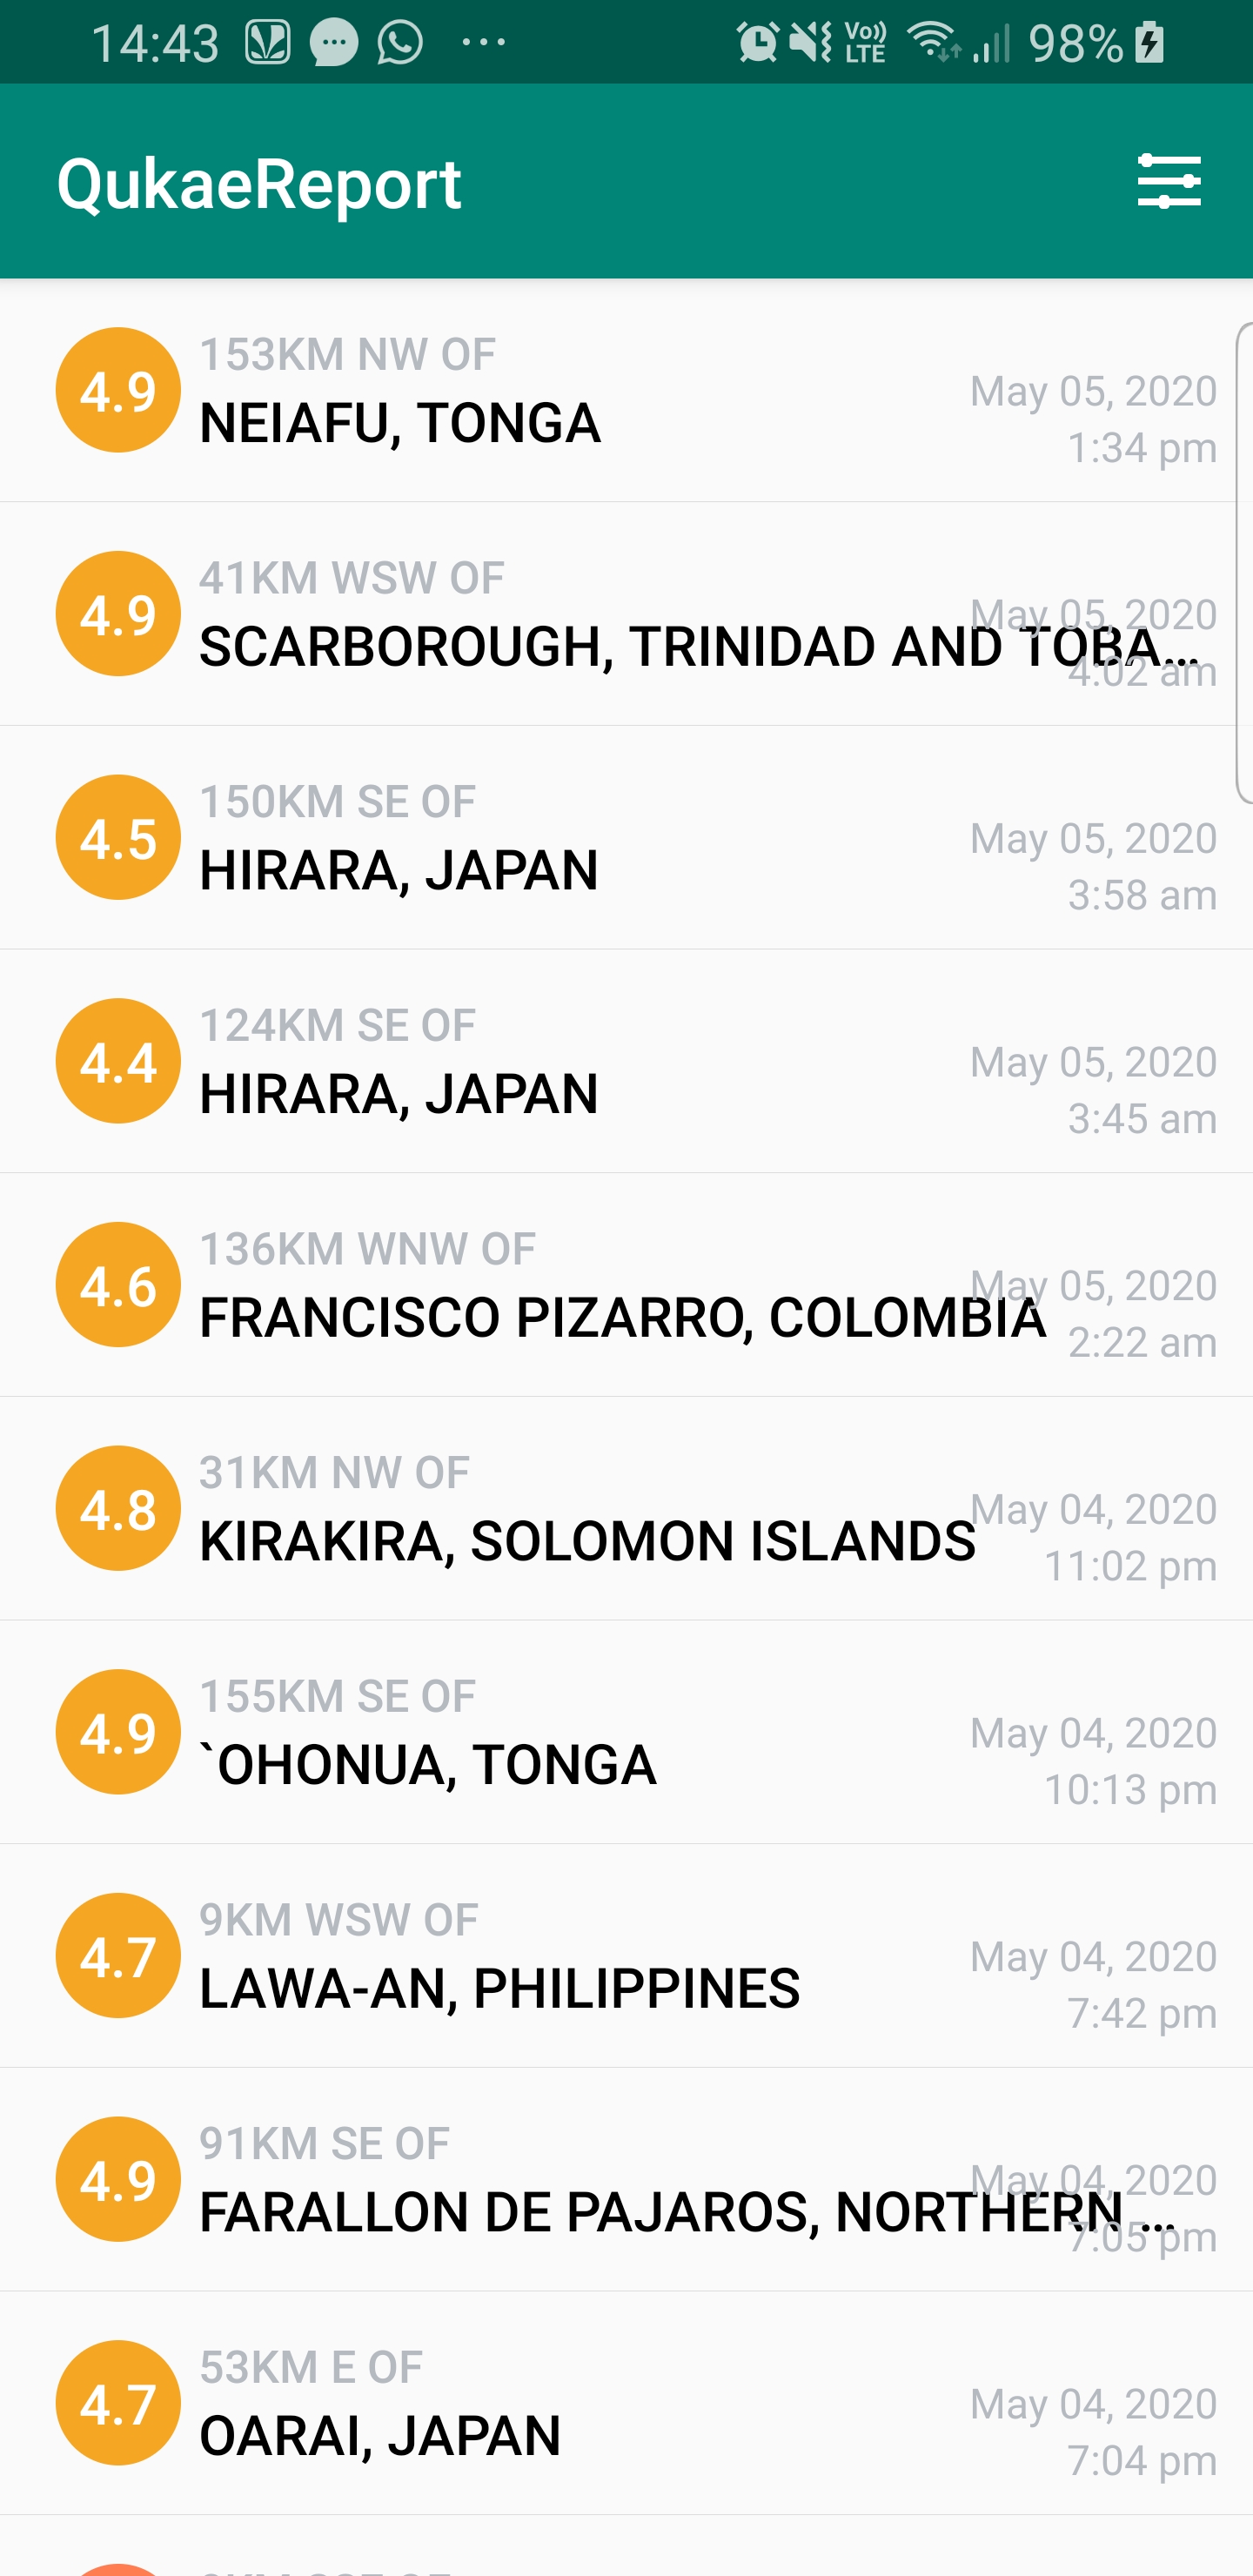 14:43 ... Vo)) LTE 98%
QukaeReport
4.9 153KM NW OF
NEIAFU, TONGA
May 05, 2020
1:34 pm
4.9 41KM WSW OF
SCARBOROUGH, TRINIDAD AND TOBA...
May 05, 2020
4:02 am
4.5 150KM SE OF
HIRARA, JAPAN
May 05, 2020
3:58 am
4.4 124KM SE OF
HIRARA, JAPAN
May 05, 2020
3:45 am
4.6 136KM WNW OF
FRANCISCO PIZARRO, COLOMBIA
May 05, 2020
2:22 am
4.8 31KM NW OF
KIRAKIRA, SOLOMON ISLANDS
May 04, 2020
11:02 pm
4.9 155KM SE OF
`OHONUA, TONGA
May 04, 2020
10:13 pm
4.7 9KM WSW OF
LAWA-AN, PHILIPPINES
May 04, 2020
7:42 pm
4.9 91KM SE OF
FARALLON DE PAJAROS, NORTHERN ...
May 04, 2020
7:05 pm
4.7 53KM E OF
OARAI, JAPAN
May 04, 2020
7:04 pm